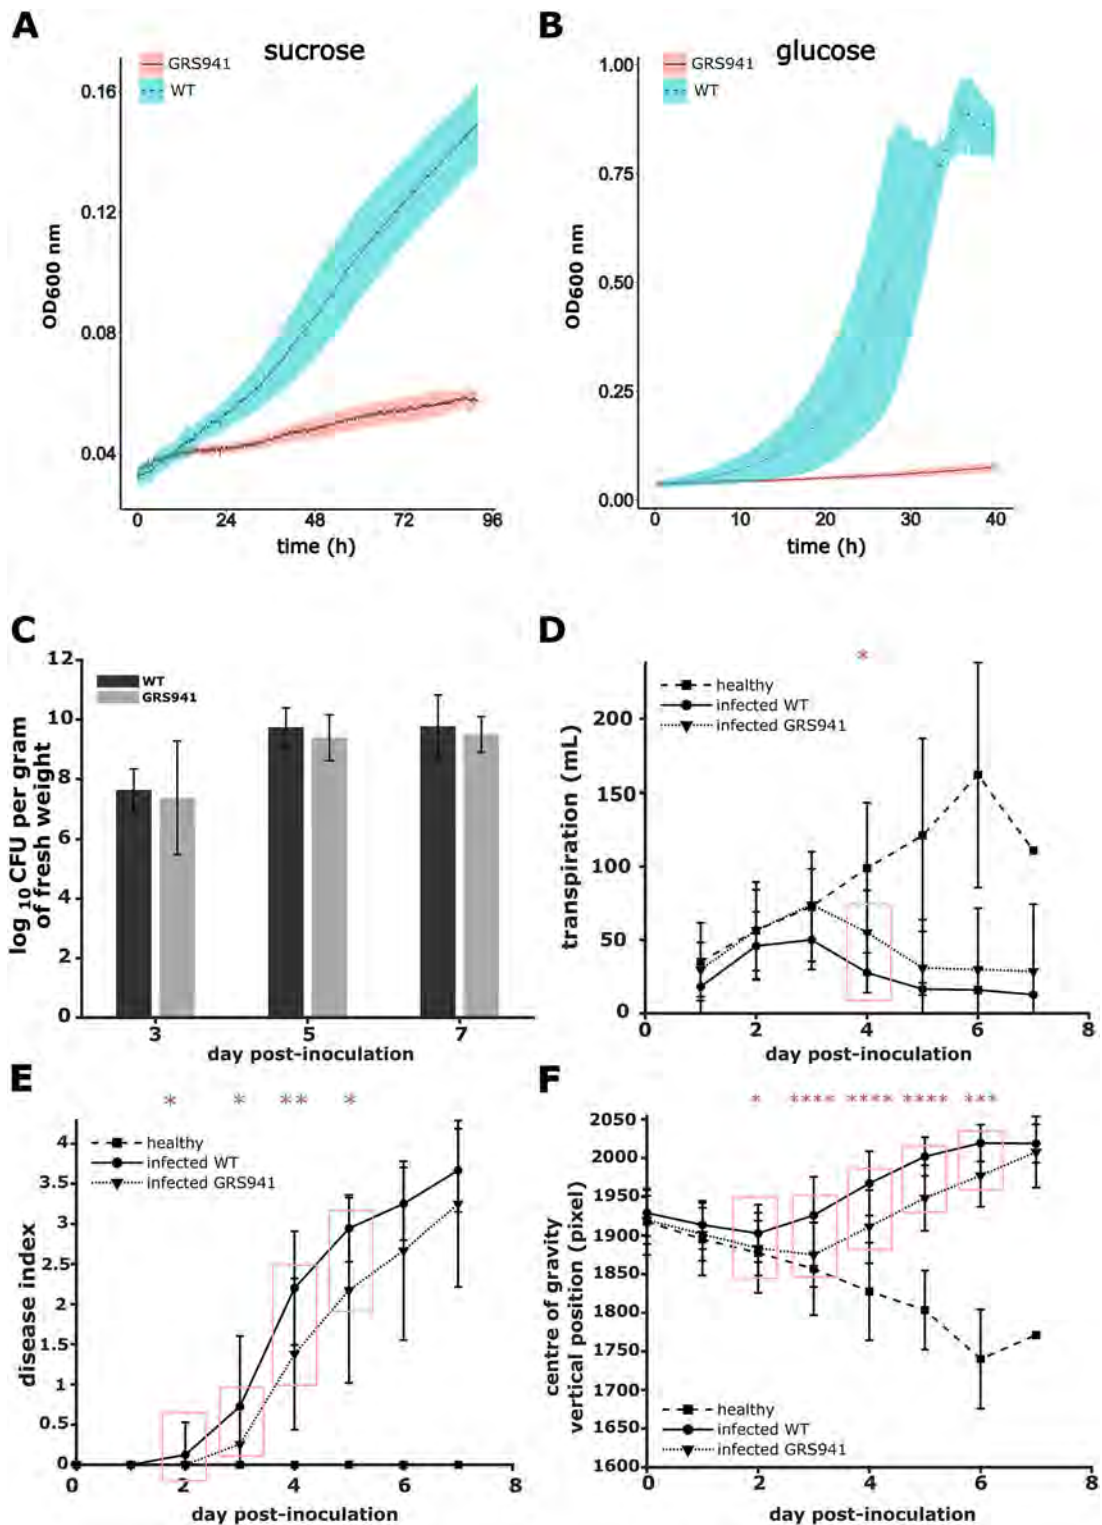 A
sucrose
GRS941
WT
0.16
0.12
0.08
0.04
OD600 nm
0
24
48
72
96
time (h)
B
glucose
GRS941
WT
1.00
0.75
0.50
0.25
0.00
OD600 nm
0
10
20
30
40
time (h)
C
WT
GRS941
12
10
8
6
4
2
0
log 10 CFU per gram
of fresh weight
3
5
7
day post-inoculation
D
*
healthy
infected WT
infected GRS941
200
150
100
50
0
transpiration (mL)
0
2
4
6
8
day post-inoculation
E
* * ** *
healthy
infected WT
infected GRS941
4
3.5
3
2.5
2
1.5
1
0.5
0
disease index
0
2
4
6
8
day post-inoculation
F
* **** **** **** ***
2050
2000
1950
1900
1850
1800
1750
1700
1650
1600
centre of gravity
vertical position (pixel)
healthy
infected WT
infected GRS941
0
2
4
6
8
day post-inoculation